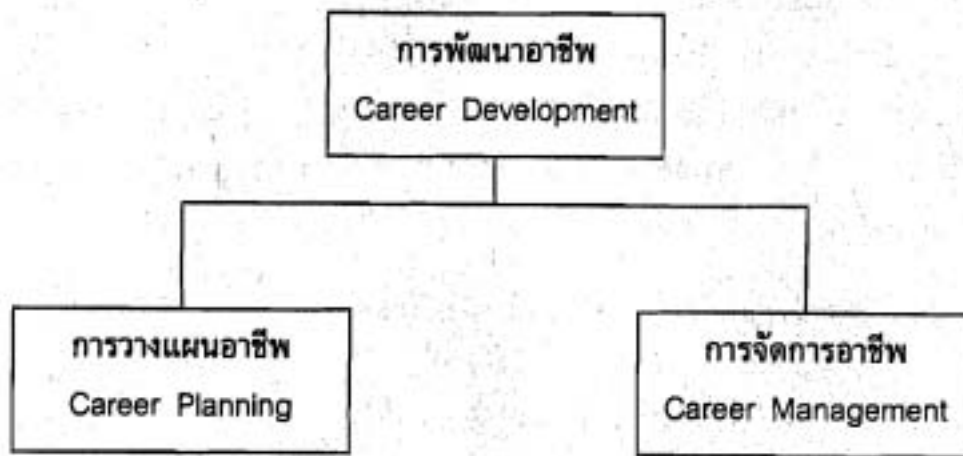 การพัฒนาอาชีพ
Career Development
การวางแผนอาชีพ
Career Planning
การจัดการอาชีพ
Career Management